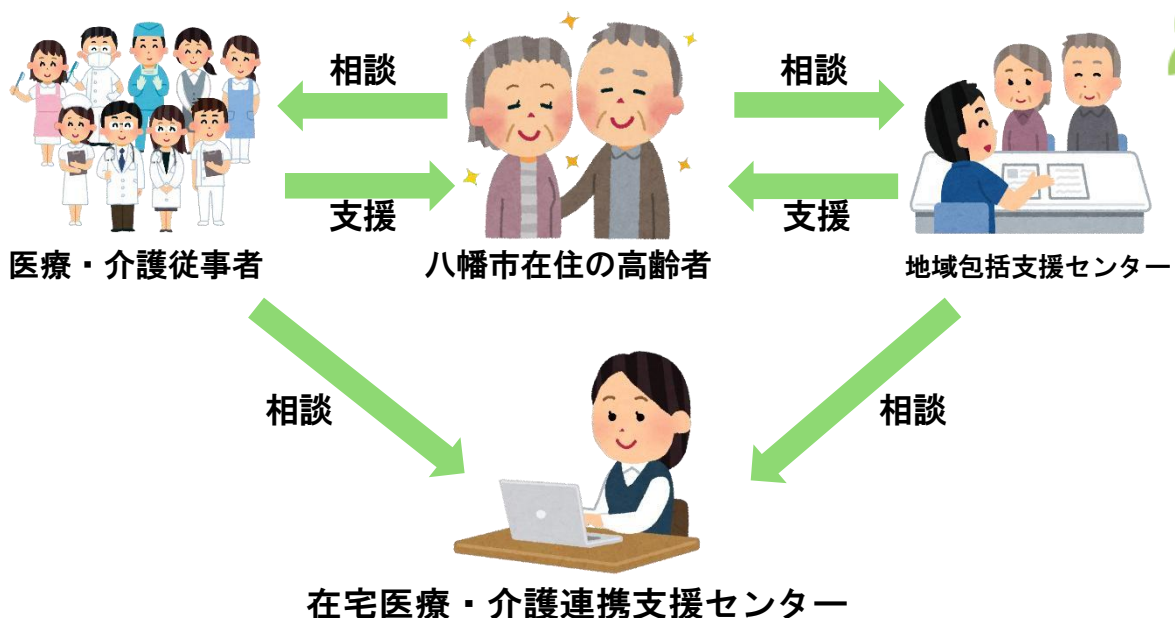 相談
相談
支援
支援
医療・介護従事者
八幡市在住の高齢者
地域包括支援センター
相談
相談
在宅医療・介護連携支援センター